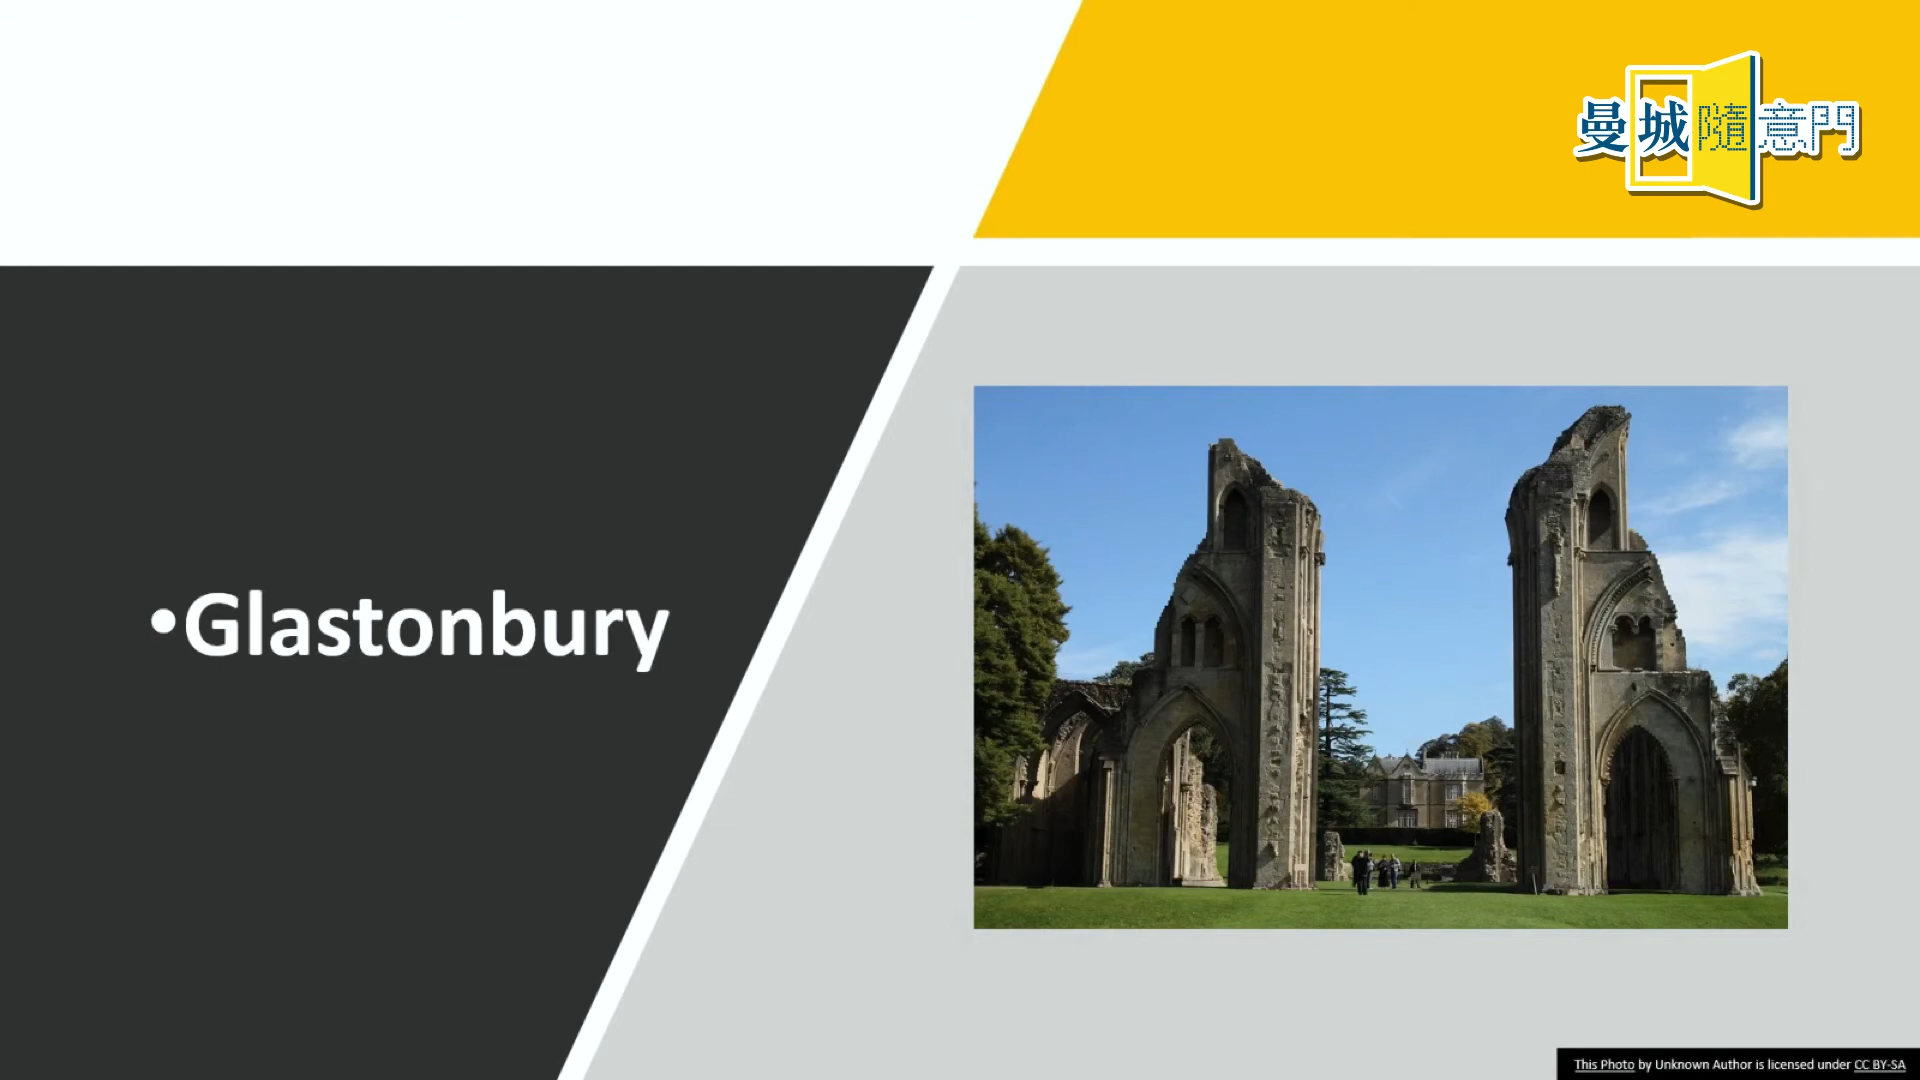 曼城隨意門
•Glastonbury
This Photo by Unknown Author is licensed under CC BY-SA